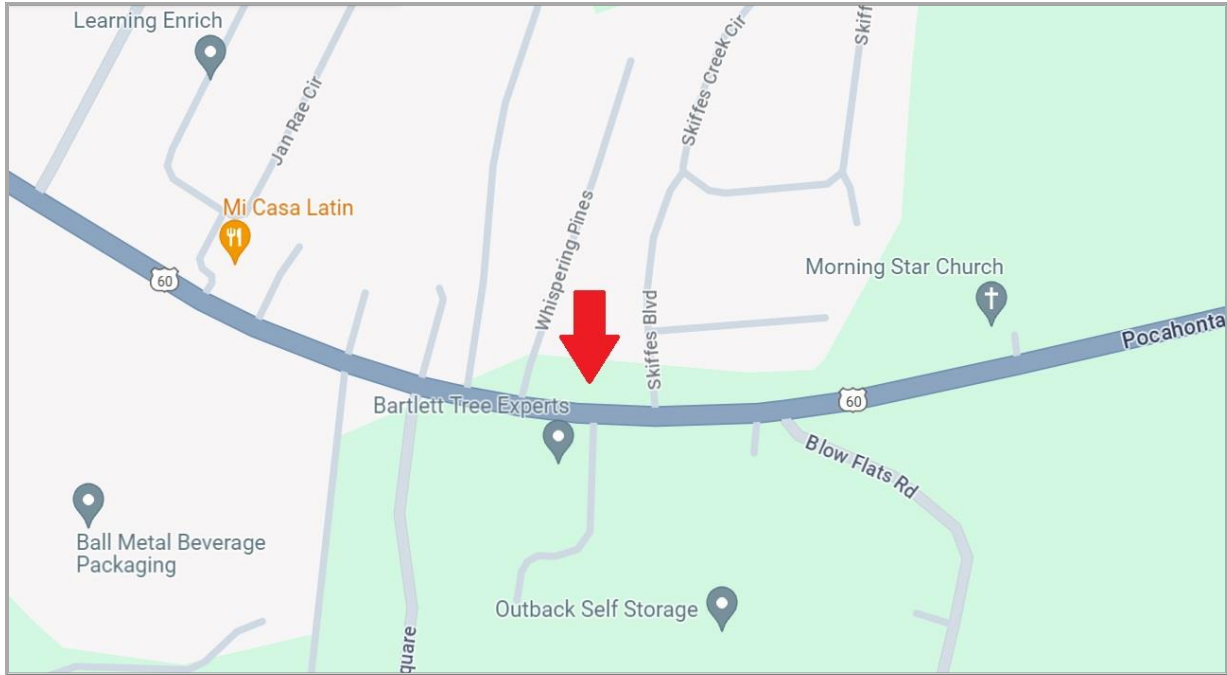 Learning Enrich
Skiffes Creek Cir
Skiff
Jan Rae Cir
Mi Casa Latin
Whispering Pines
Morning Star Church
60
Skiffes Blvd
Pocahonta
60
Bartlett Tree Experts
Blow Flats Rd
Ball Metal Beverage
Packaging
Outback Self Storage
quare